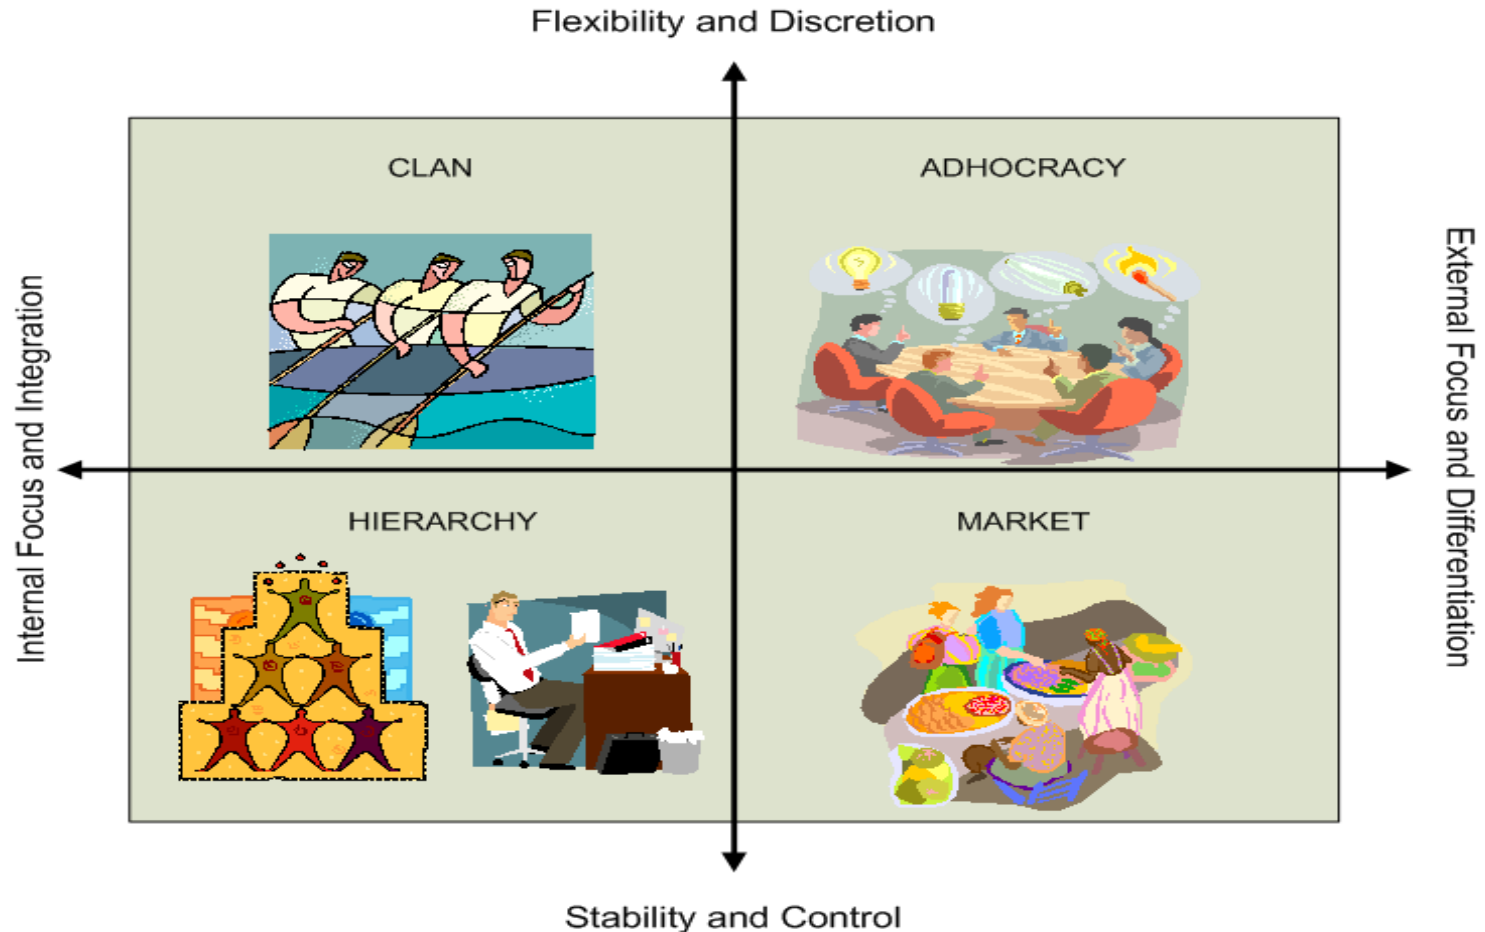 Flexibility and Discretion
CLAN
ADHOCRACY
Internal Focus and Integration
External Focus and Differentiation
HIERARCHY
MARKET
Stability and Control